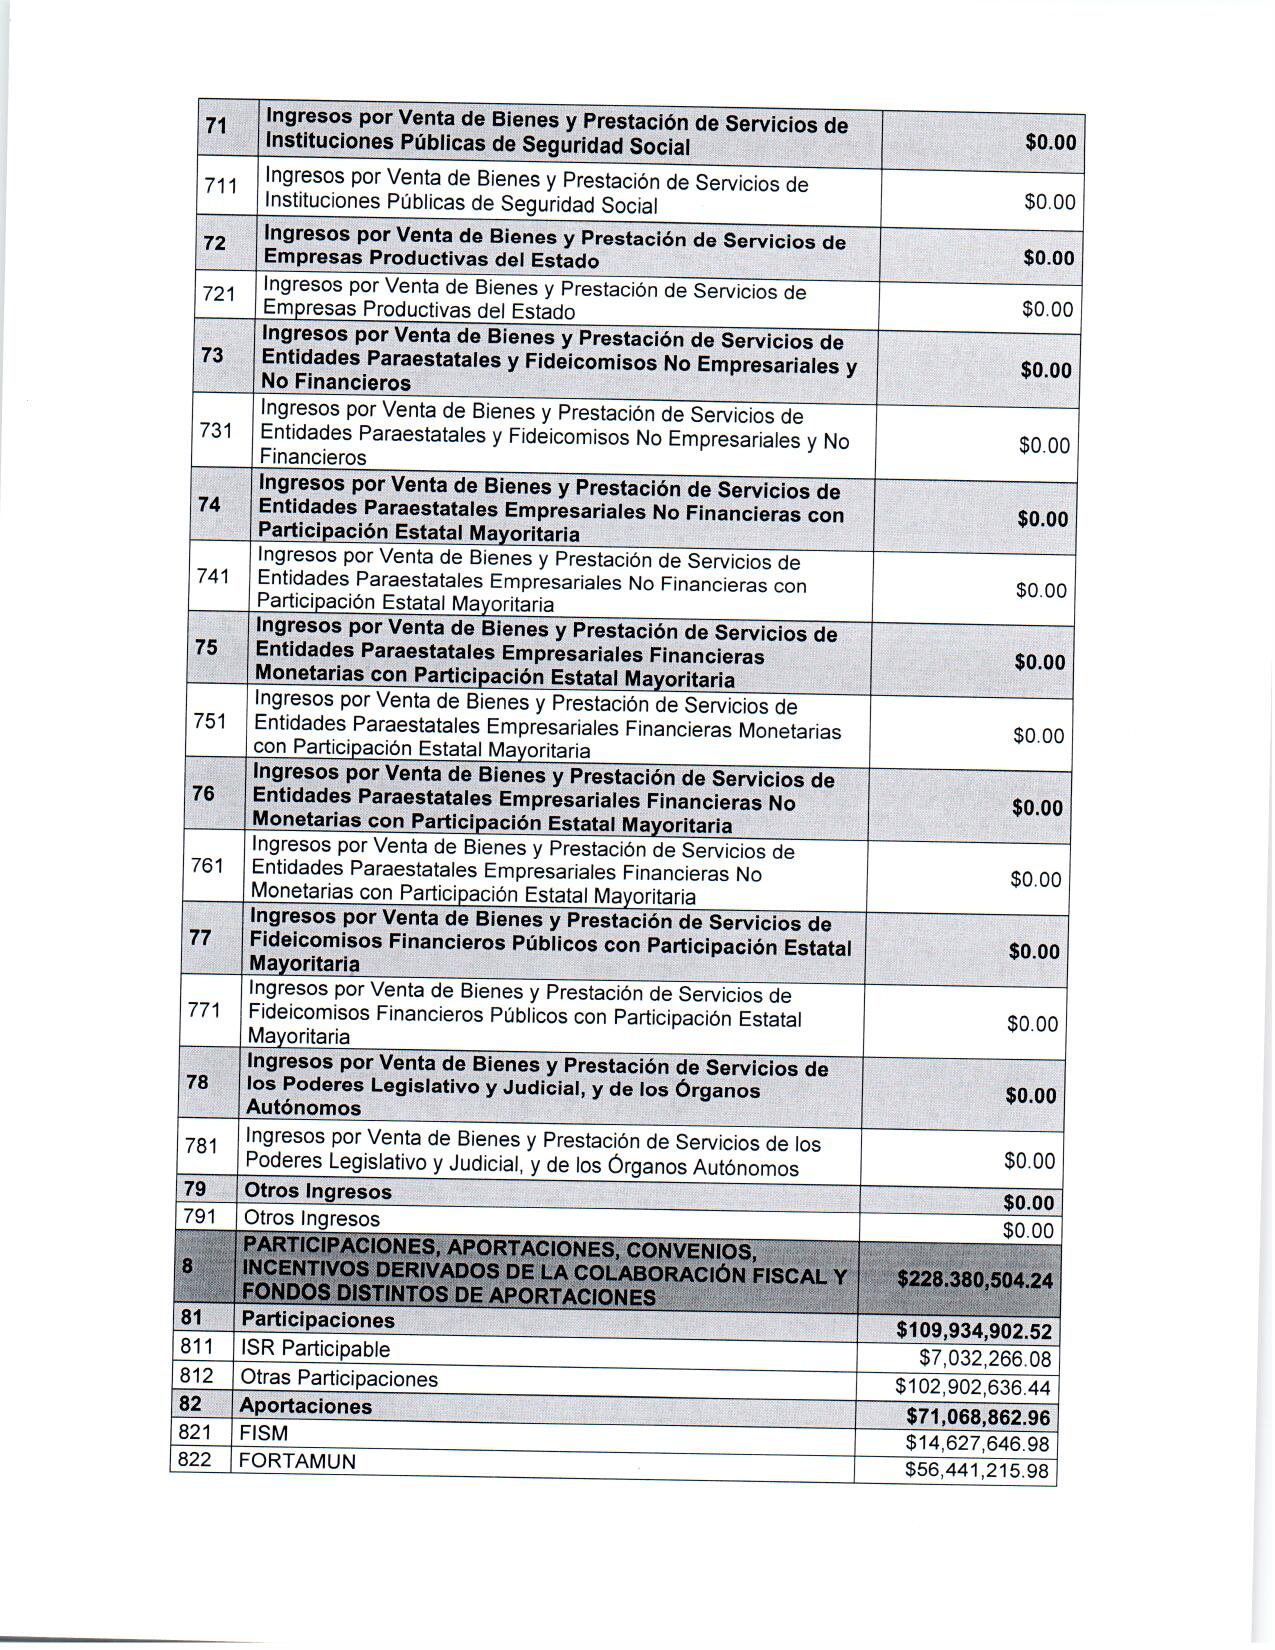 71 Ingresos por Venta de Bienes y Prestación de Servicios de
Instituciones Públicas de Seguridad Social $0.00
711 Ingresos por Venta de Bienes y Prestación de Servicios de
Instituciones Públicas de Seguridad Social $0.00
72 Ingresos por Venta de Bienes y Prestación de Servicios de
Empresas Productivas del Estado $0.00
721 Ingresos por Venta de Bienes y Prestación de Servicios de
Empresas Productivas del Estado $0.00
73 Ingresos por Venta de Bienes y Prestación de Servicios de
Entidades Paraestatales y Fideicomisos No Empresariales y
No Financieros $0.00
731 Ingresos por Venta de Bienes y Prestación de Servicios de
Entidades Paraestatales y Fideicomisos No Empresariales y No
Financieros $0.00
74 Ingresos por Venta de Bienes y Prestación de Servicios de
Entidades Paraestatales Empresariales No Financieras con
Participación Estatal Mayoritaria $0.00
741 Ingresos por Venta de Bienes y Prestación de Servicios de
Entidades Paraestatales Empresariales No Financieras con
Participación Estatal Mayoritaria $0.00
75 Ingresos por Venta de Bienes y Prestación de Servicios de
Entidades Paraestatales Empresariales Financieras
Monetarias con Participación Estatal Mayoritaria $0.00
751 Ingresos por Venta de Bienes y Prestación de Servicios de
Entidades Paraestatales Empresariales Financieras Monetarias
con Participación Estatal Mayoritaria $0.00
76 Ingresos por Venta de Bienes y Prestación de Servicios de
Entidades Paraestatales Empresariales Financieras No
Monetarias con Participación Estatal Mayoritaria $0.00
761 Ingresos por Venta de Bienes y Prestación de Servicios de
Entidades Paraestatales Empresariales Financieras No
Monetarias con Participación Estatal Mayoritaria $0.00
77 Ingresos por Venta de Bienes y Prestación de Servicios de
Fideicomisos Financieros Públicos con Participación Estatal
Mayoritaria $0.00
771 Ingresos por Venta de Bienes y Prestación de Servicios de
Fideicomisos Financieros Públicos con Participación Estatal
Mayoritaria $0.00
78 Ingresos por Venta de Bienes y Prestación de Servicios de
los Poderes Legislativo y Judicial, y de los Órganos
Autónomos $0.00
781 Ingresos por Venta de Bienes y Prestación de Servicios de los
Poderes Legislativo y Judicial, y de los Órganos Autónomos $0.00
79 Otros Ingresos $0.00
791 Otros Ingresos $0.00
8 PARTICIPACIONES, APORTACIONES, CONVENIOS,
INCENTIVOS DERIVADOS DE LA COLABORACIÓN FISCAL Y
FONDOS DISTINTOS DE APORTACIONES $228.380,504.24
81 Participaciones $109,934,902.52
811 ISR Participable $7,032,266.08
812 Otras Participaciones $102,902,636.44
82 Aportaciones $71,068,862.96
821 FISM $14,627,646.98
822 FORTAMUN $56,441,215.98